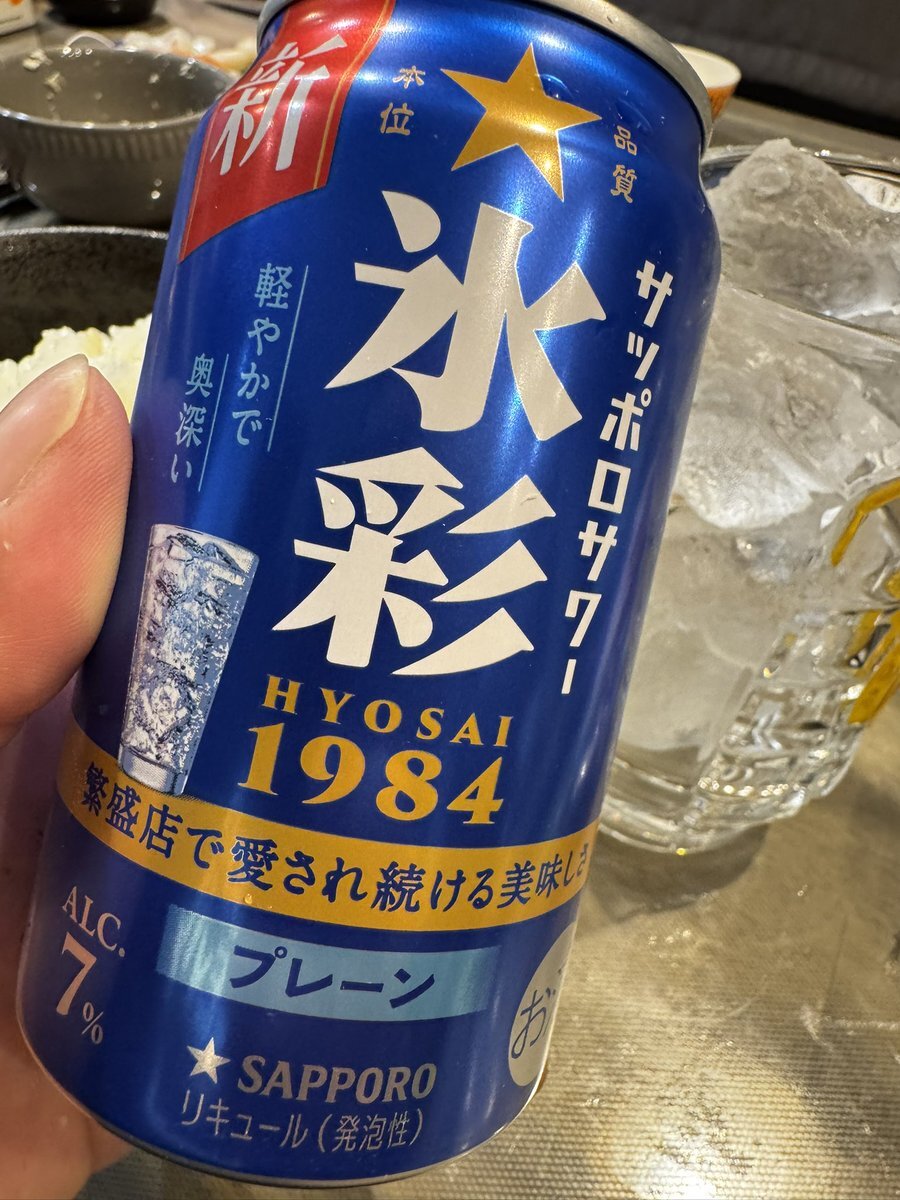 新
品質
本位
サッポロサワー
氷彩
HYOSAI
1984
軽やかで
奥深い
繁盛店で愛され続ける美味しさ
プレーン
ALC.
7%
SAPPORO
リキュール(発泡性)
お